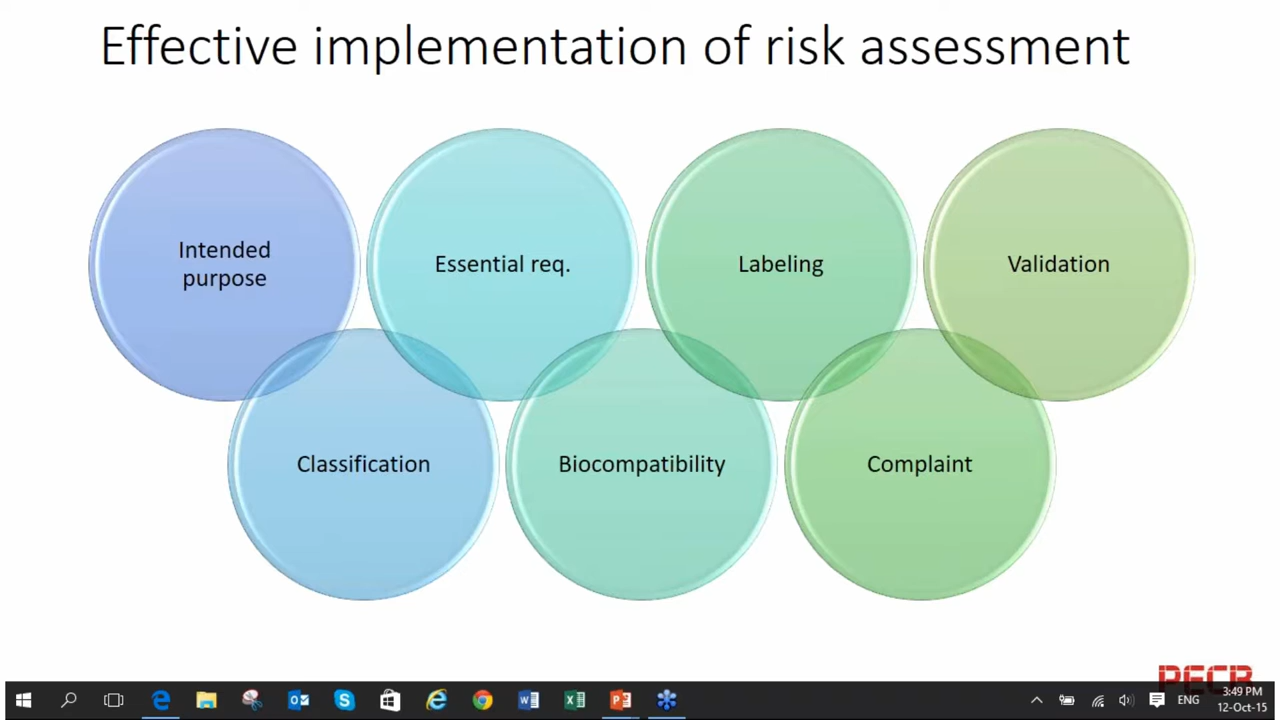 Effective implementation of risk assessment
Intended
purpose
Essential req.
Labeling
Validation
Classification
Biocompatibility
Complaint
PECB
ENG
3:49 PM
12-Oct-15